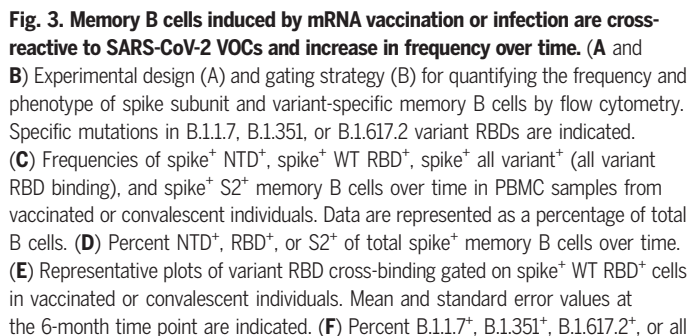 Fig. 3. Memory B cells induced by mRNA vaccination or infection are cross-
reactive to SARS-CoV-2 VOCs and increase in frequency over time. (A and
B) Experimental design (A) and gating strategy (B) for quantifying the frequency and
phenotype of spike subunit and variant-specific memory B cells by flow cytometry.
Specific mutations in B.1.1.7, B.1.351, or B.1.617.2 variant RBDs are indicated.
(C) Frequencies of spike⁺ NTD⁺, spike⁺ WT RBD⁺, spike⁺ all variant⁺ (all variant
RBD binding), and spike⁺ S2⁺ memory B cells over time in PBMC samples from
vaccinated or convalescent individuals. Data are represented as a percentage of total
B cells. (D) Percent NTD⁺, RBD⁺, or S2⁺ of total spike⁺ memory B cells over time.
(E) Representative plots of variant RBD cross-binding gated on spike⁺ WT RBD⁺ cells
in vaccinated or convalescent individuals. Mean and standard error values at
the 6-month time point are indicated. (F) Percent B.1.1.7⁺, B.1.351⁺, B.1.617.2⁺, or all